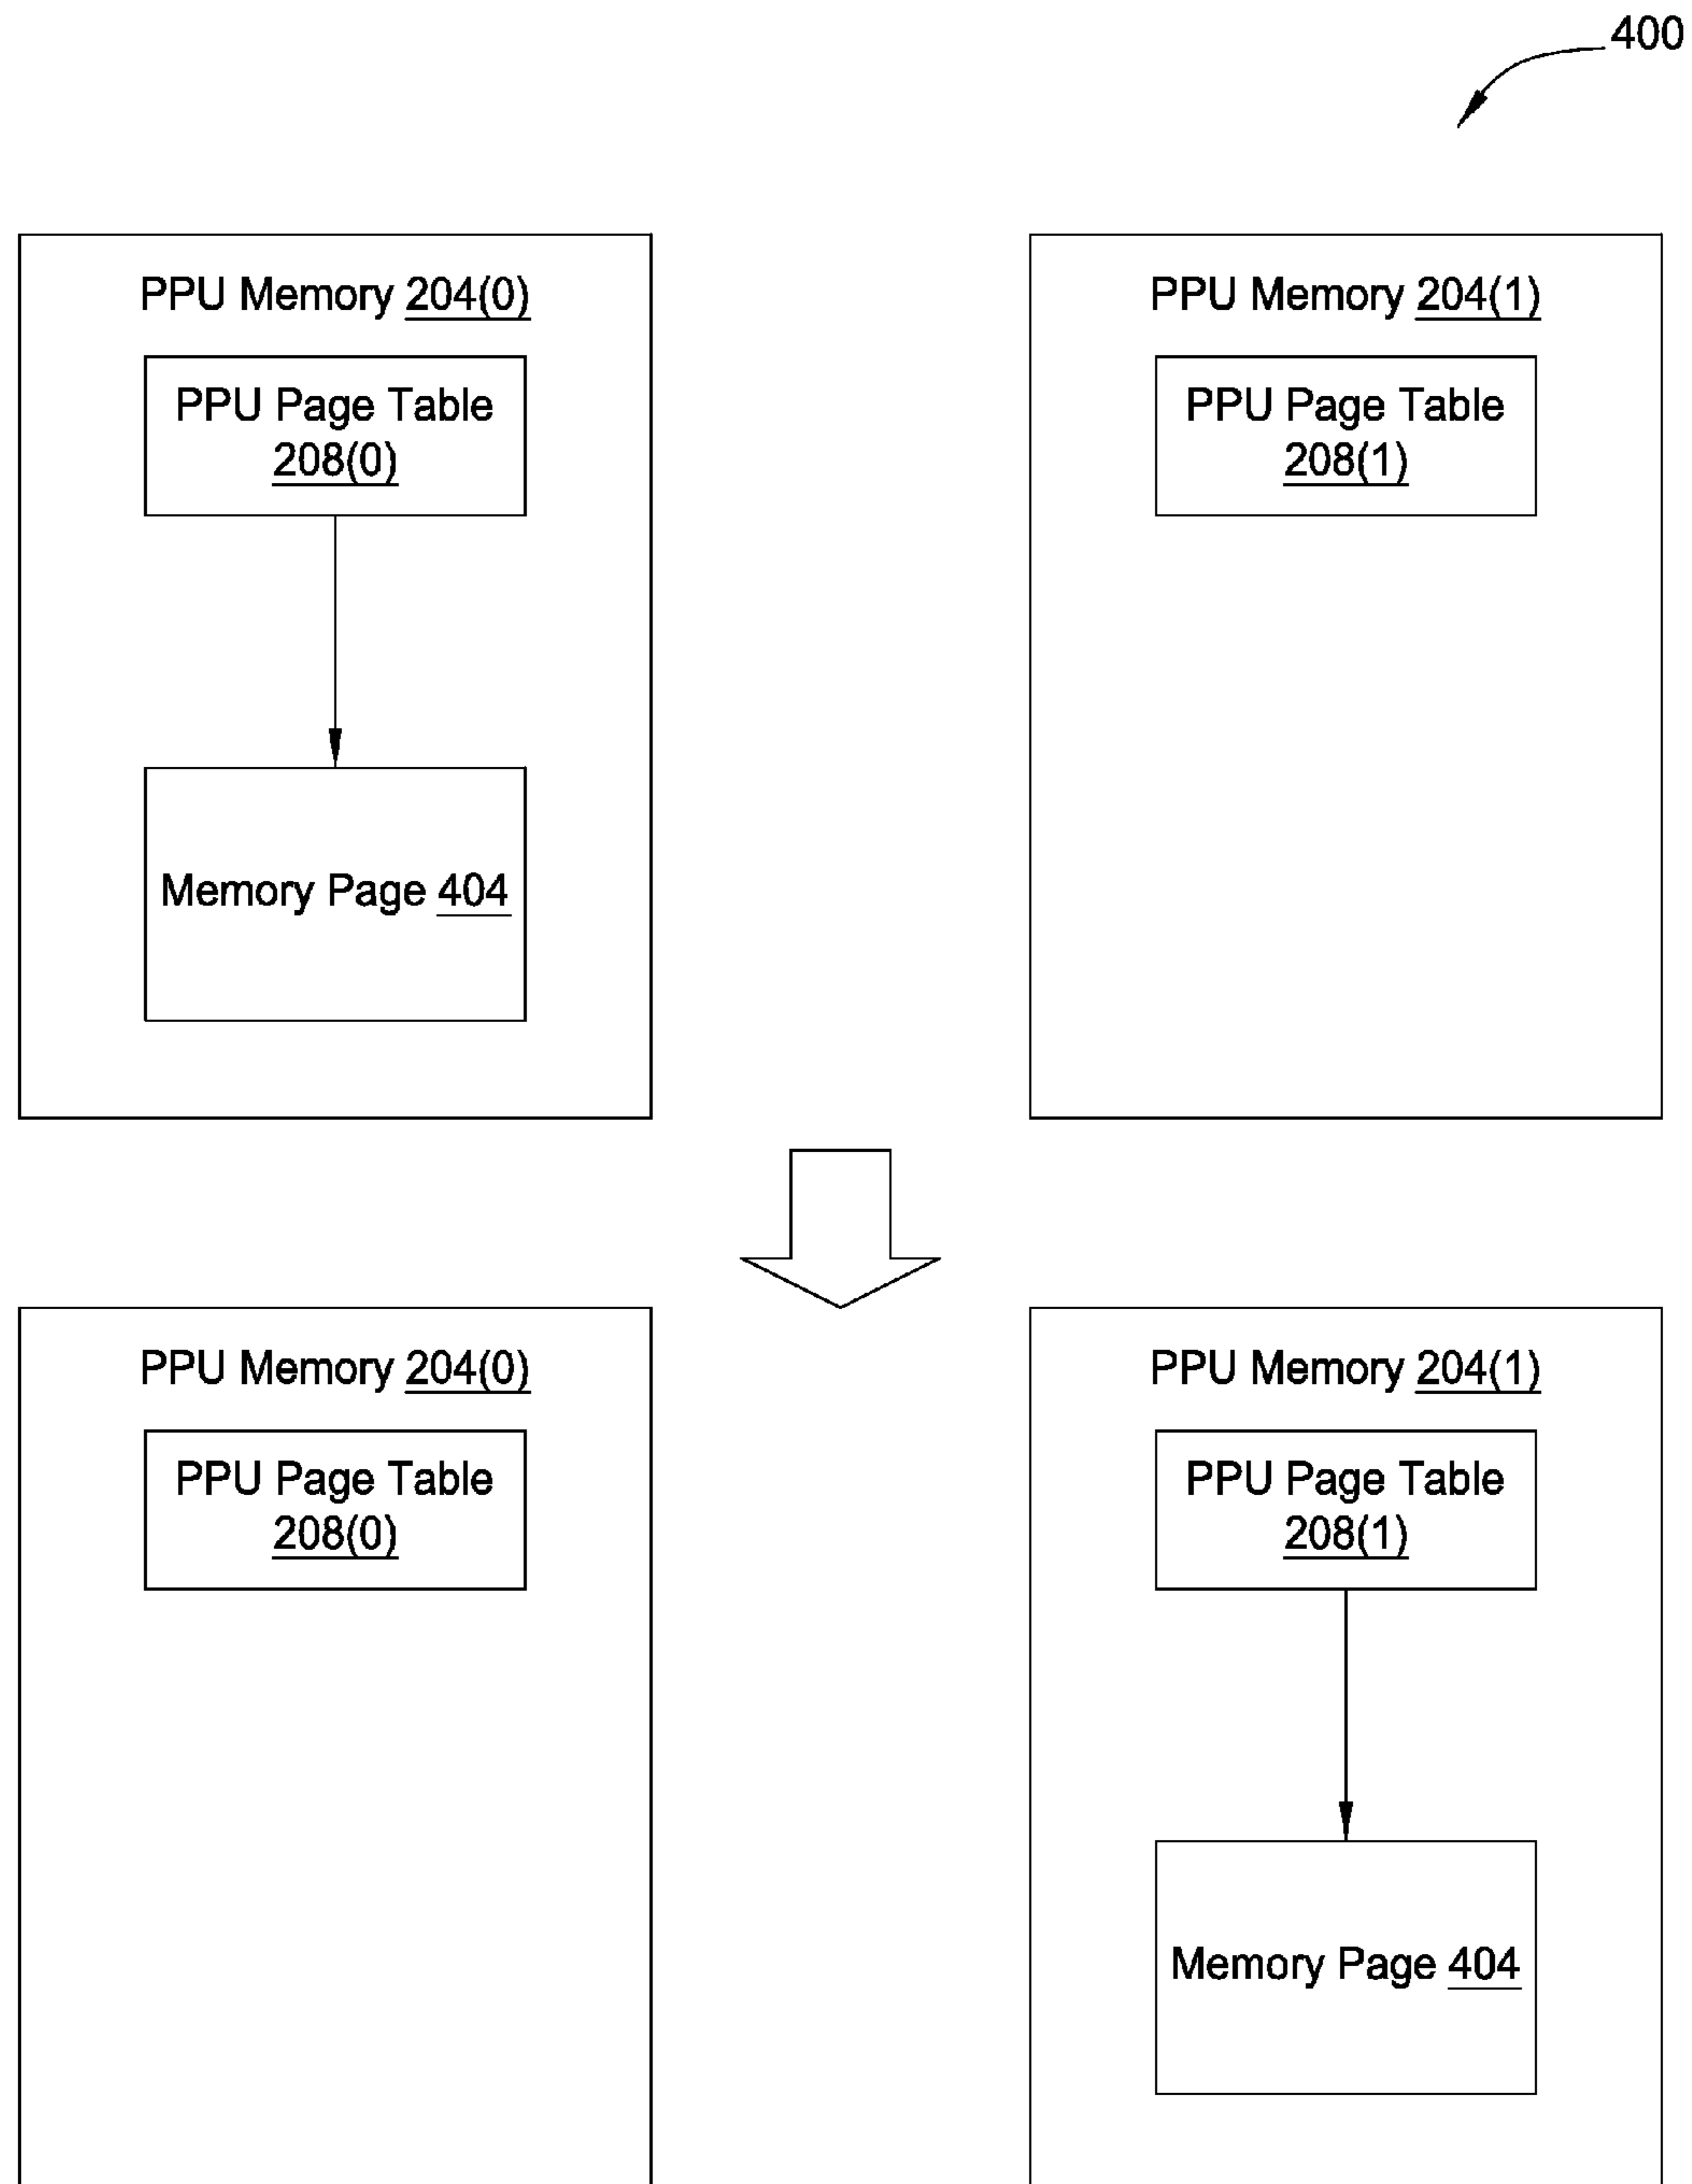 400
PPU Memory 204(0)
PPU Page Table
208(0)
Memory Page 404
PPU Memory 204(1)
PPU Page Table
208(1)
PPU Memory 204(0)
PPU Page Table
208(0)
PPU Memory 204(1)
PPU Page Table
208(1)
Memory Page 404